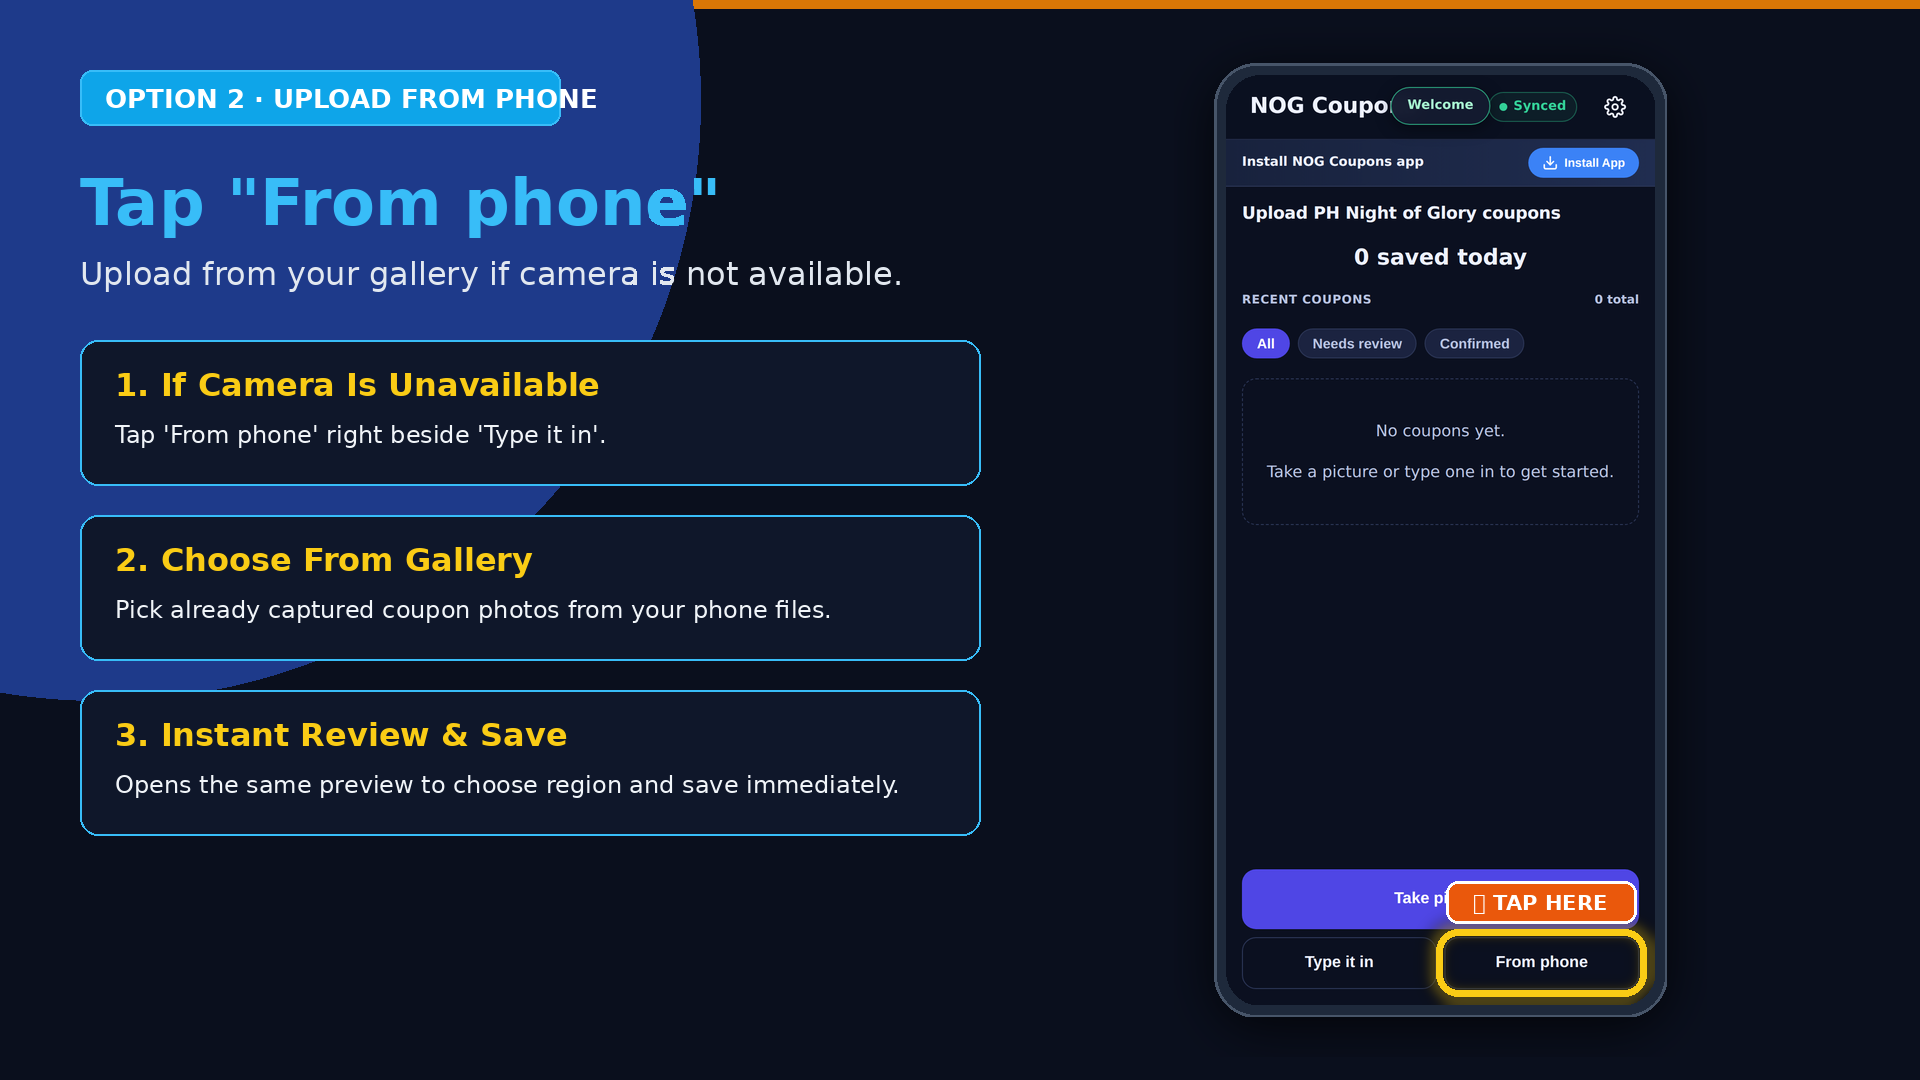 OPTION 2 · UPLOAD FROM PHONE
Tap "From phone"
Upload from your gallery if camera is not available.
1. If Camera Is Unavailable
Tap 'From phone' right beside 'Type it in'.
2. Choose From Gallery
Pick already captured coupon photos from your phone files.
3. Instant Review & Save
Opens the same preview to choose region and save immediately.
NOG Coupo
Welcome
Synced
Install NOG Coupons app
Install App
Upload PH Night of Glory coupons
0 saved today
RECENT COUPONS
0 total
All
Needs review
Confirmed
No coupons yet.
Take a picture or type one in to get started.
Take pi
TAP HERE
Type it in
From phone